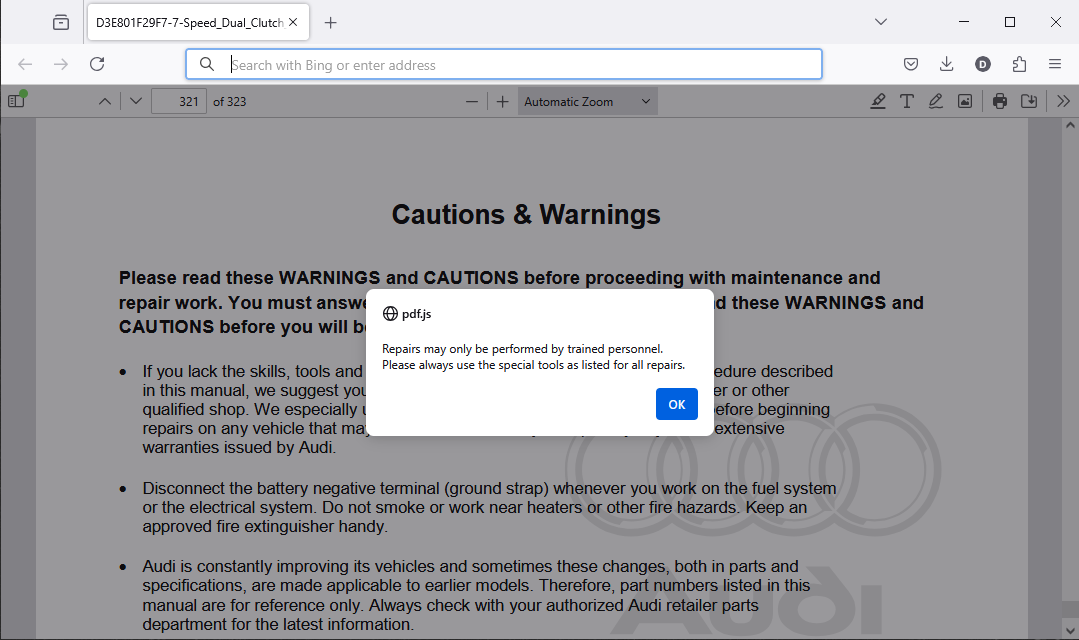 D3E801F29F7-7-Speed_Dual_Clutch
Search with Bing or enter address
D
321 of 323
Automatic Zoom
Cautions & Warnings
Please read these WARNINGS and CAUTIONS before proceeding with maintenance and
repair work. You must answe d these WARNINGS and
CAUTIONS before you will b
pdf.js
Repairs may only be performed by trained personnel.
Please always use the special tools as listed for all repairs.
OK
• If you lack the skills, tools and edure described
in this manual, we suggest you er or other
qualified shop. We especially efore beginning
repairs on any vehicle that may extensive
warranties issued by Audi.
• Disconnect the battery negative terminal (ground strap) whenever you work on the fuel system
or the electrical system. Do not smoke or work near heaters or other fire hazards. Keep an
approved fire extinguisher handy.
• Audi is constantly improving its vehicles and sometimes these changes, both in parts and
specifications, are made applicable to earlier models. Therefore, part numbers listed in this
manual are for reference only. Always check with your authorized Audi retailer parts
department for the latest information.
Audi